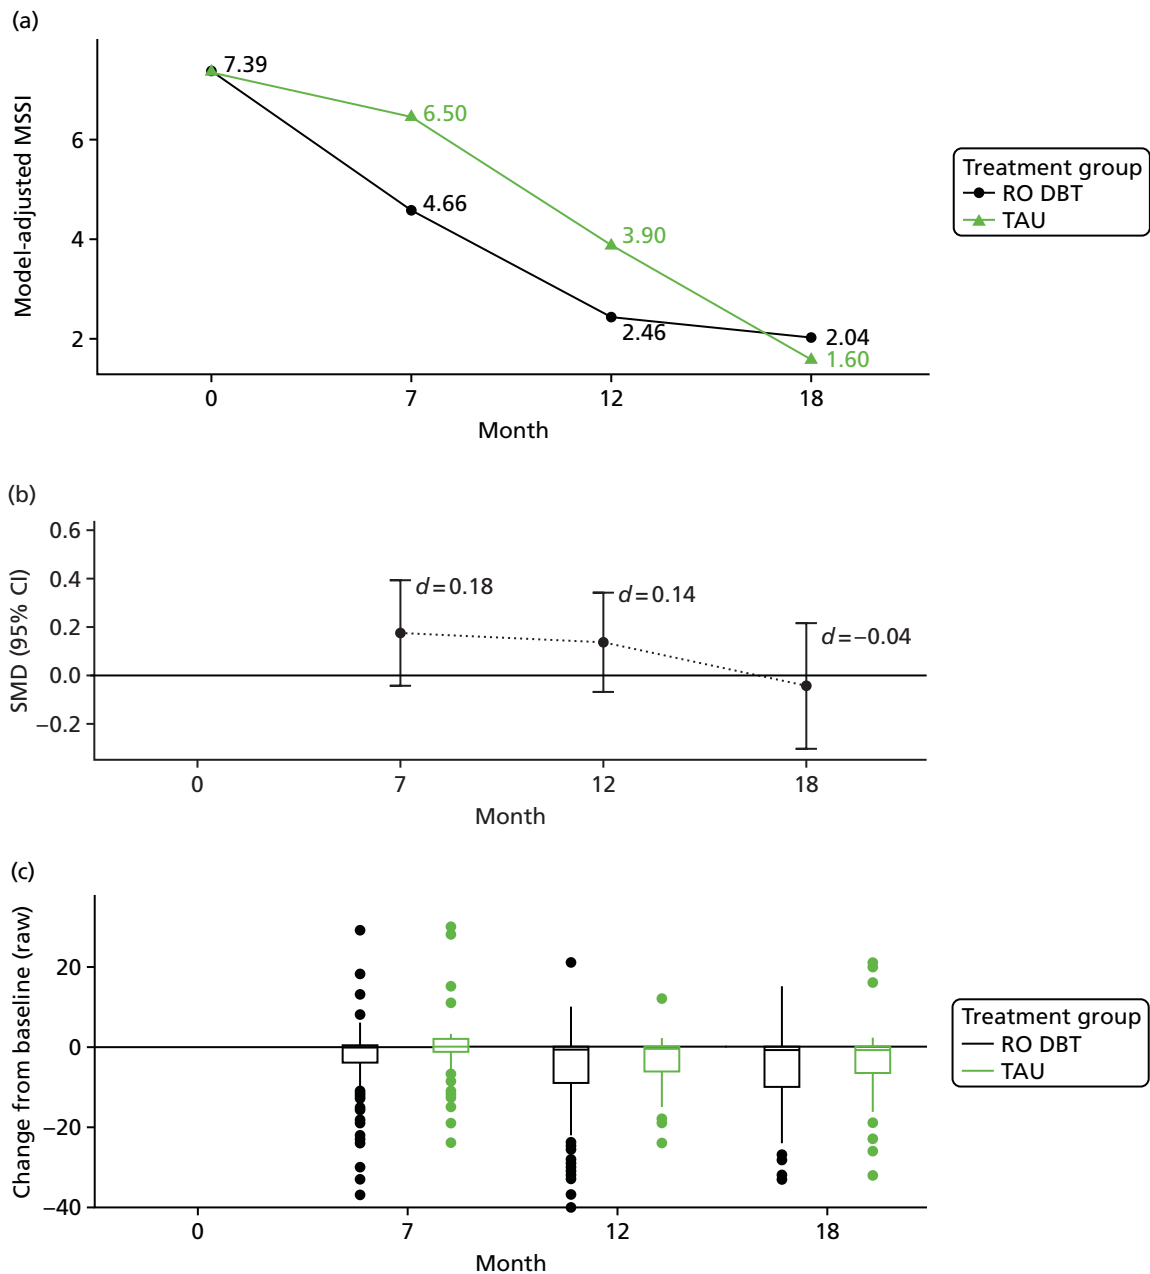 (a)
Model-adjusted MSSI
6
4
2
7.39
6.50
4.66
3.90
2.46
2.04
1.60
0 7 12 18
Month
Treatment group
RO DBT
TAU
(b)
SMD (95% CI)
0.6
0.4
0.2
0.0
−0.2
d=0.18
d=0.14
d=−0.04
0 7 12 18
Month
(c)
Change from baseline (raw)
20
0
−20
−40
0 7 12 18
Month
Treatment group
RO DBT
TAU